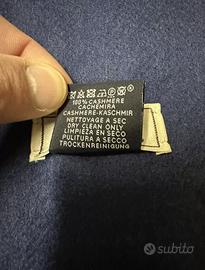 100% CASHMERE
CACHEMIRA
CASHMERE-KASCHMIR
NETTOYAGE A SEC
DRY CLEAN ONLY
LIMPIEZA EN SECO
PULITURA A SECCO
TROCKENREINIGUNG
subito